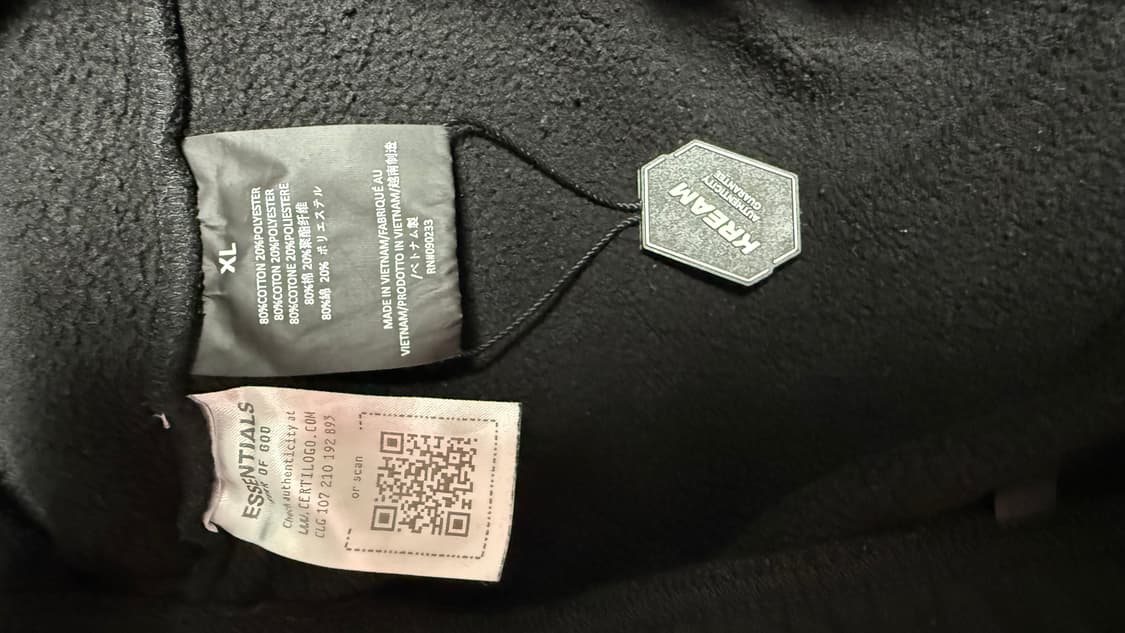 XL
80%COTTON 20%POLYESTER
80%COTON 20%POLYESTER
80%COTONE 20%POLIESTERE
80%棉 20%聚酯纤维
80%綿 20% ポリエステル
MADE IN VIETNAM/FABRIQUÉ AU
VIETNAM/PRODOTTO IN VIETNAM/越南制造
/ベトナム製
RN#090233
KREAM
AUTHENTICITY
GUARANTEE
ESSENTIALS
OF GOD
Check authenticity at
CERTILOGO.COM
CLG 107 210 192 893
or scan